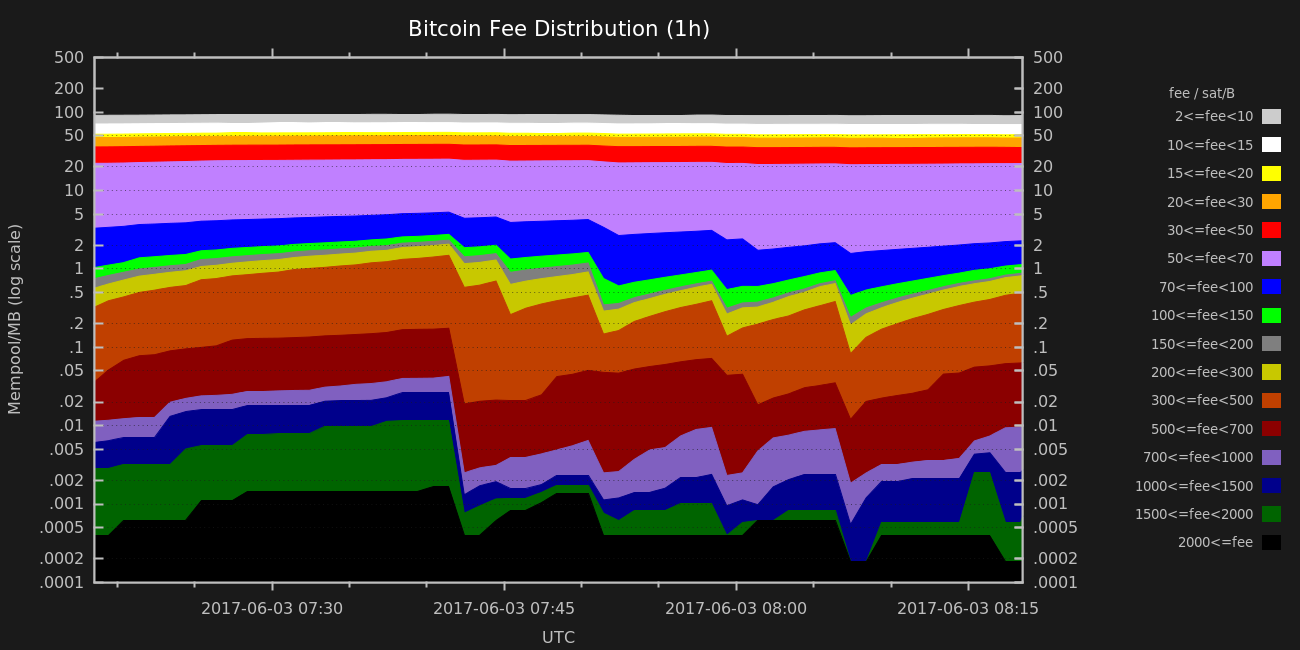 Bitcoin Fee Distribution (1h)
500 500
200 200
100 100
50 50
20 20
10 10
5 5
2 2
1 1
.5 .5
.2 .2
.1 .1
.05 .05
.02 .02
.01 .01
.005 .005
.002 .002
.001 .001
.0005 .0005
.0002 .0002
.0001 .0001
Mempool/MB (log scale)
2017-06-03 07:30 2017-06-03 07:45 2017-06-03 08:00 2017-06-03 08:15
UTC
fee / sat/B
2<=fee<10
10<=fee<15
15<=fee<20
20<=fee<30
30<=fee<50
50<=fee<70
70<=fee<100
100<=fee<150
150<=fee<200
200<=fee<300
300<=fee<500
500<=fee<700
700<=fee<1000
1000<=fee<1500
1500<=fee<2000
2000<=fee